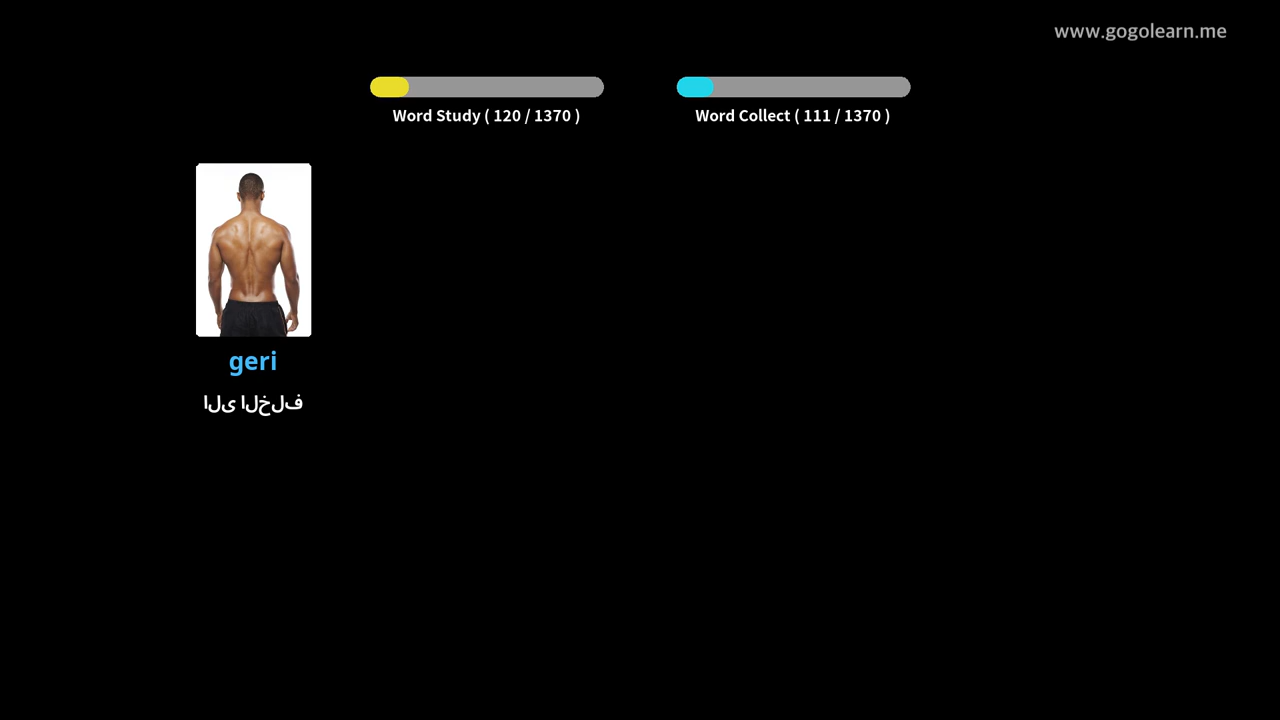 www.gogolearn.me
Word Study ( 120 / 1370 )
Word Collect ( 111 / 1370 )
geri
الى الخلف